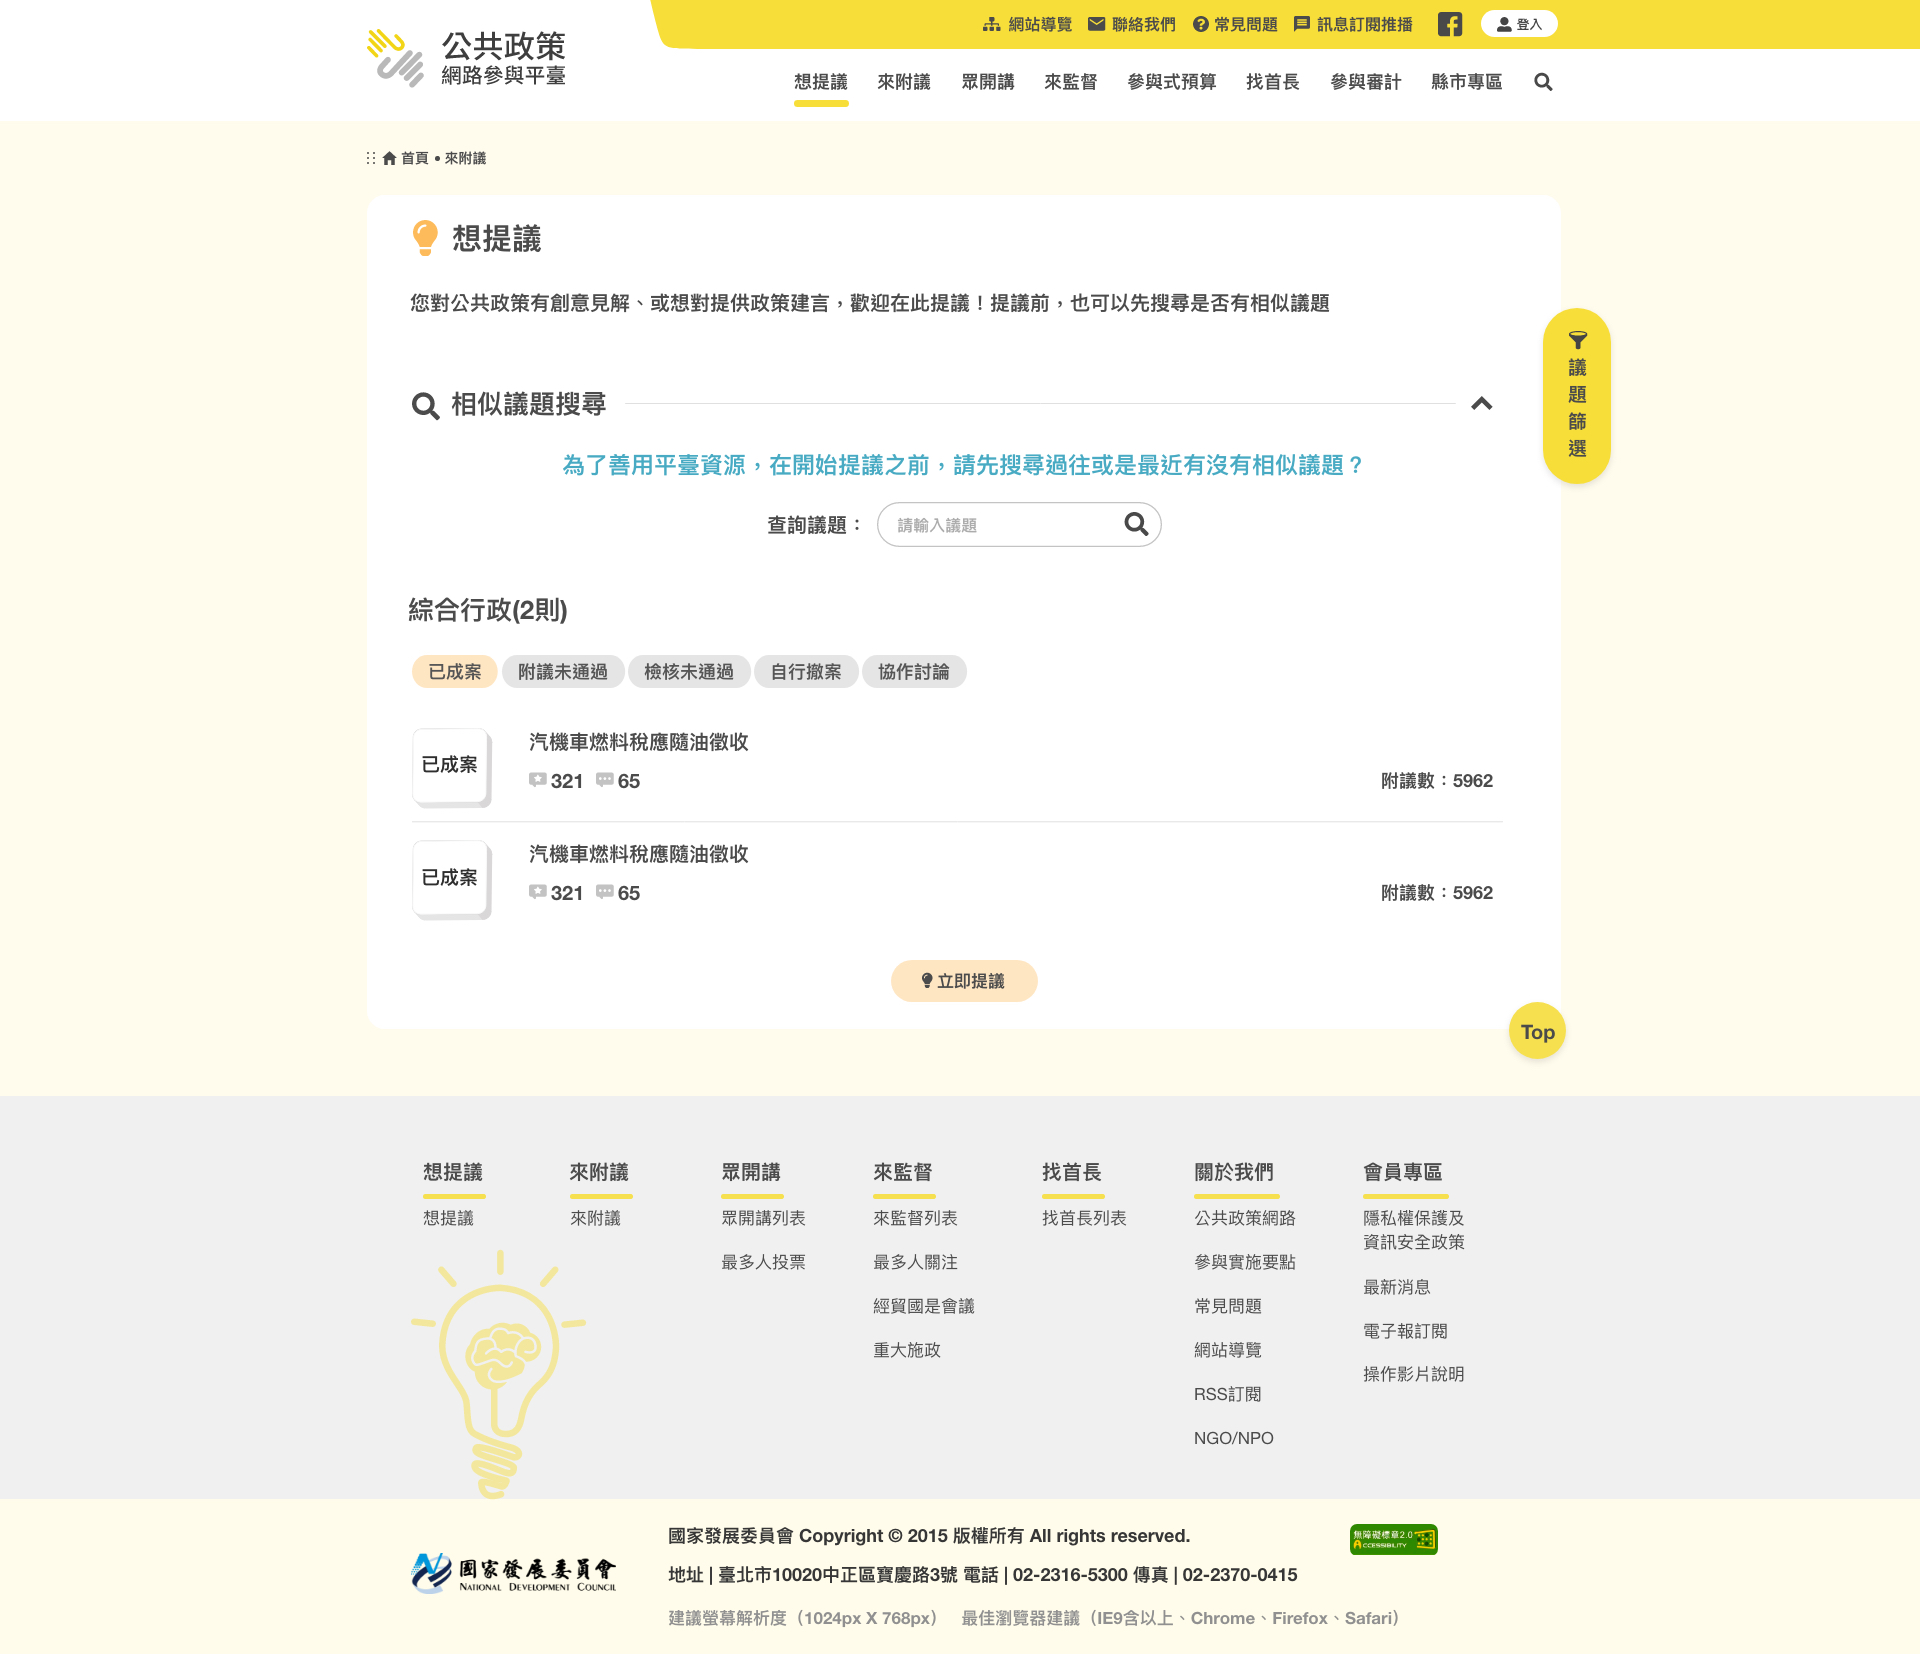 公共政策
網路參與平臺
網站導覽 聯絡我們 常見問題 訊息訂閱推播 登入
想提議 來附議 眾開講 來監督 參與式預算 找首長 參與審計 縣市專區
首頁 • 來附議
想提議
您對公共政策有創意見解、或想對提供政策建言，歡迎在此提議！提議前，也可以先搜尋是否有相似議題
議題篩選
相似議題搜尋
為了善用平臺資源，在開始提議之前，請先搜尋過往或是最近有沒有相似議題？
查詢議題： 請輸入議題
綜合行政(2則)
已成案 附議未通過 檢核未通過 自行撤案 協作討論
已成案
汽機車燃料稅應隨油徵收
321 65
附議數：5962
已成案
汽機車燃料稅應隨油徵收
321 65
附議數：5962
立即提議
Top
想提議 來附議 眾開講 來監督 找首長 關於我們 會員專區
想提議
來附議
眾開講列表
最多人投票
來監督列表
最多人關注
經貿國是會議
重大施政
找首長列表
公共政策網路
參與實施要點
常見問題
網站導覽
RSS訂閱
NGO/NPO
隱私權保護及
資訊安全政策
最新消息
電子報訂閱
操作影片說明
國家發展委員會
NATIONAL DEVELOPMENT COUNCIL
國家發展委員會 Copyright © 2015 版權所有 All rights reserved.
地址 | 臺北市10020中正區寶慶路3號 電話 | 02-2316-5300 傳真 | 02-2370-0415
建議螢幕解析度（1024px X 768px） 最佳瀏覽器建議（IE9含以上、Chrome、Firefox、Safari）
無障礙標章2.0
ACCESSIBILITY